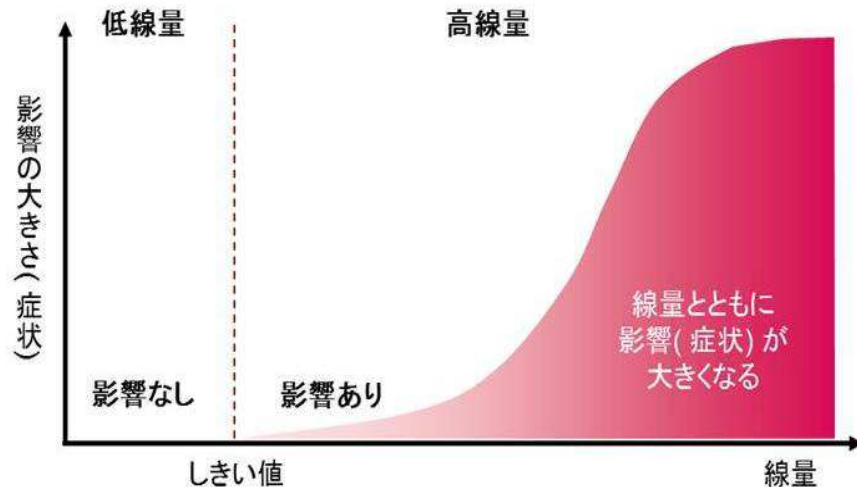 低線量
高線量
影響の大きさ(症状)
線量とともに
影響(症状)が
大きくなる
影響なし
影響あり
しきい値
線量